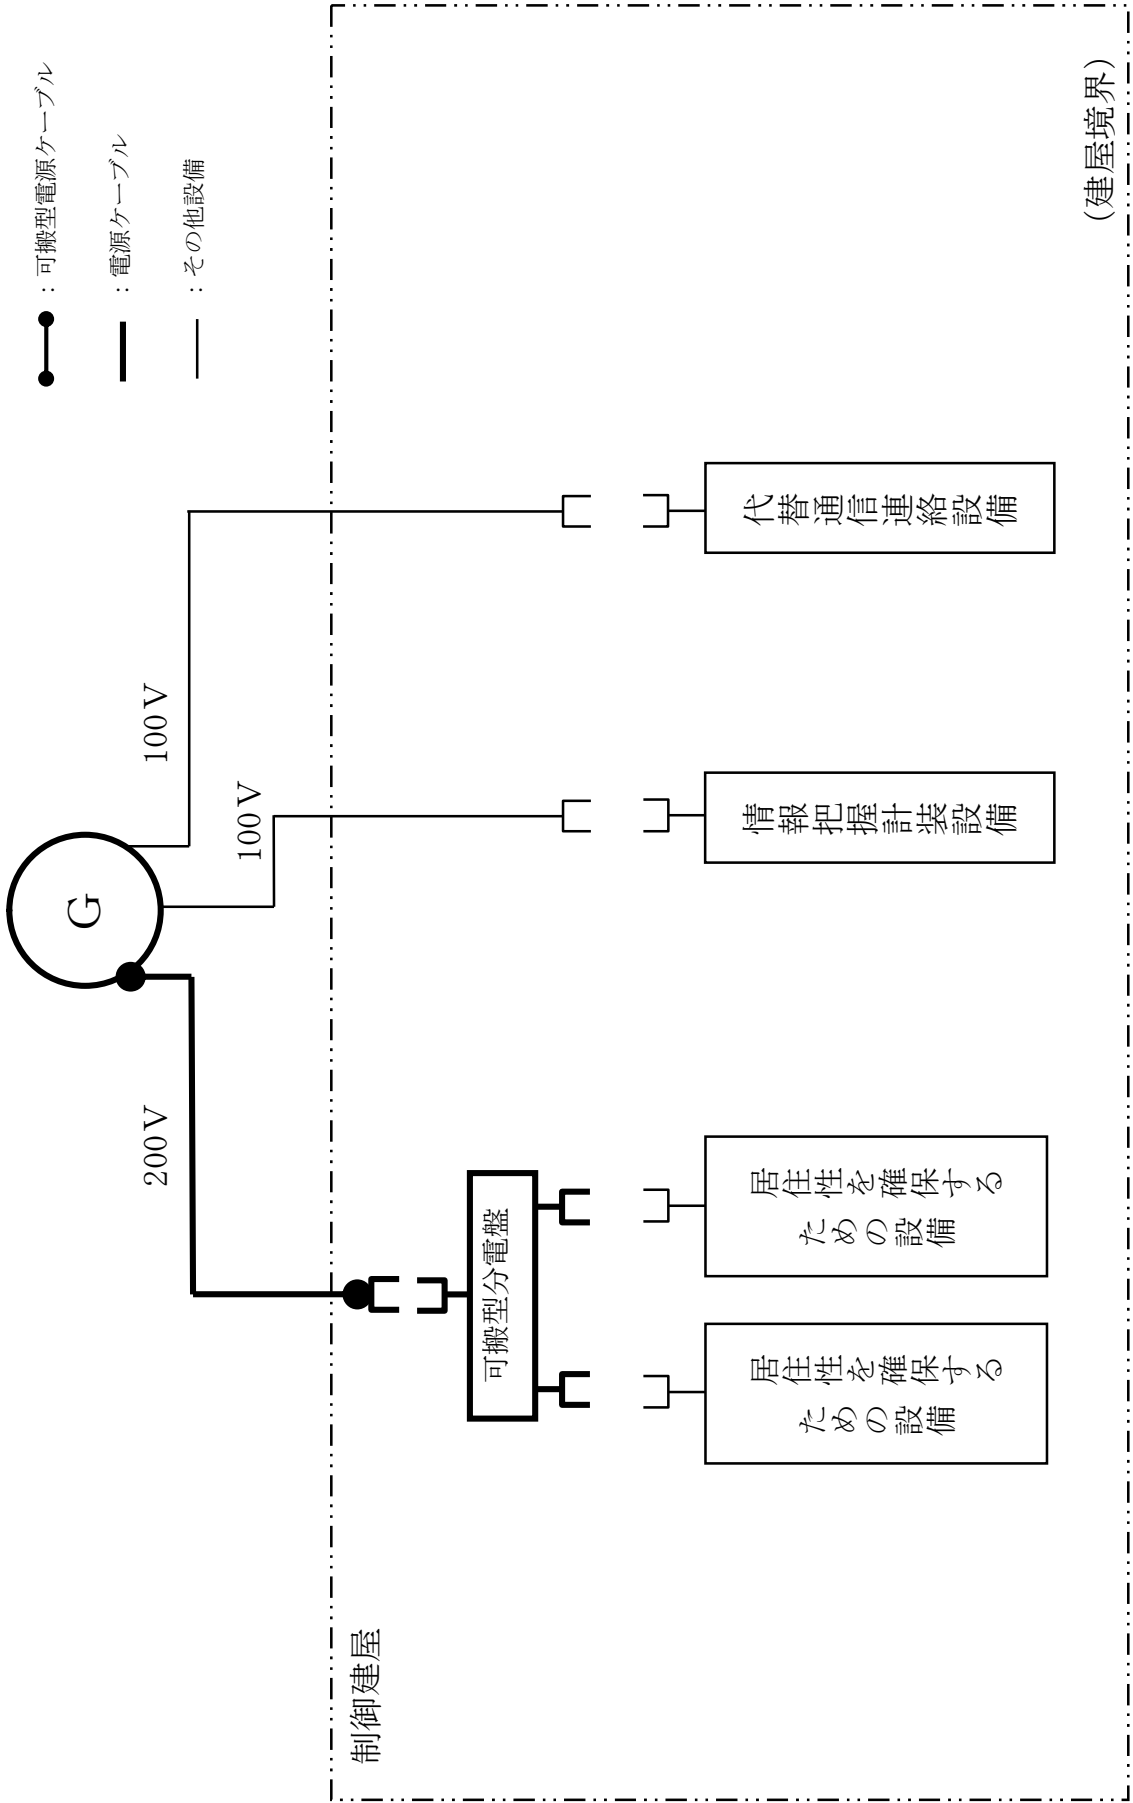 ：可搬型電源ケーブル
：電源ケーブル
：その他設備
G
200V
100V
100V
制御建屋
可搬型分電盤
居住性を確保する
ための設備
居住性を確保する
ための設備
情報把握計装設備
代替通信連絡設備
（建屋境界）